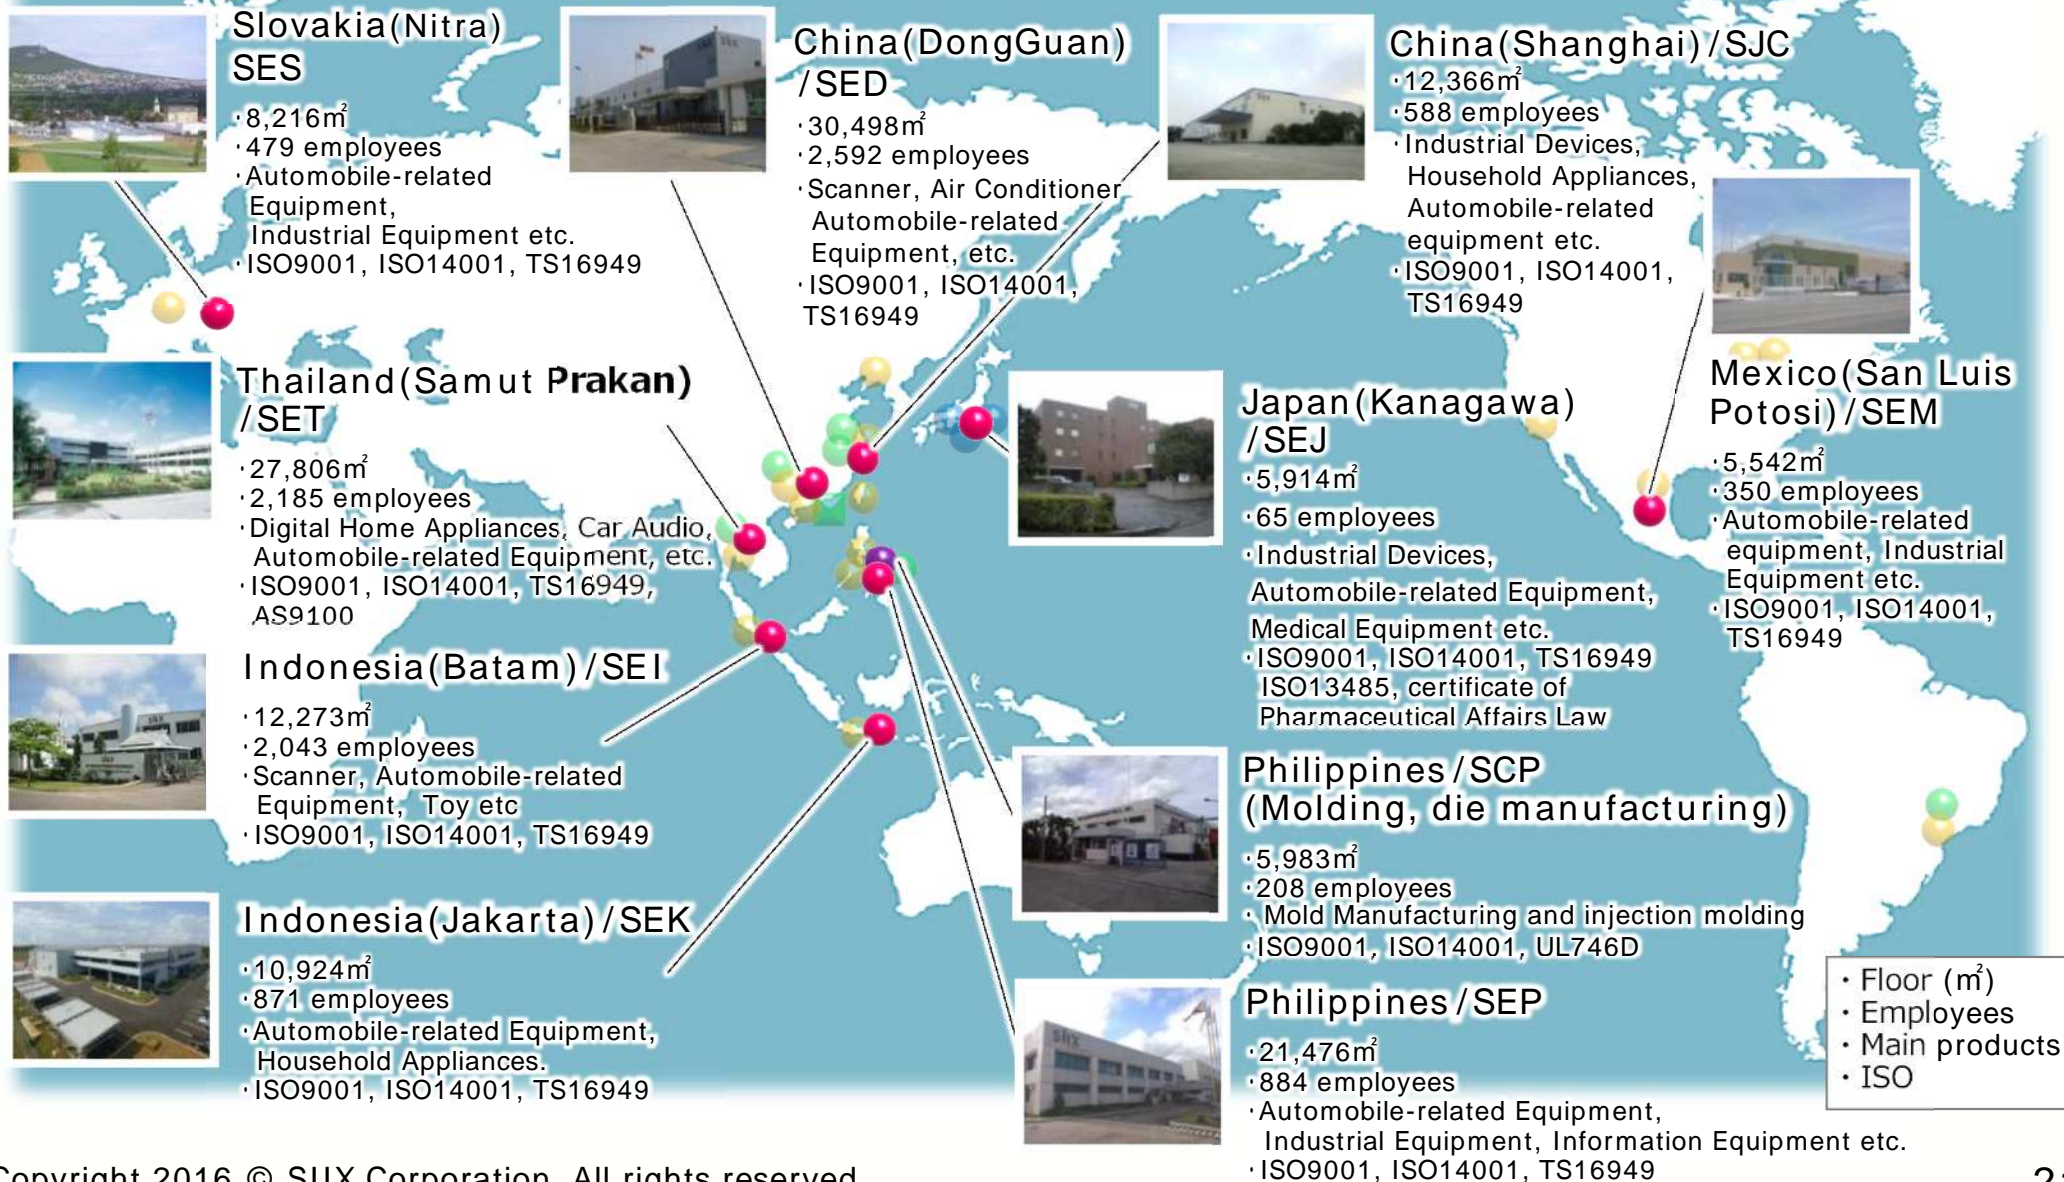 Slovakia(Nitra)
SES
·8,216㎡
·479 employees
·Automobile-related
Equipment,
Industrial Equipment etc.
·ISO9001, ISO14001, TS16949
China(DongGuan)
/SED
·30,498㎡
·2,592 employees
·Scanner, Air Conditioner
Automobile-related
Equipment, etc.
·ISO9001, ISO14001,
TS16949
China(Shanghai)/SJC
·12,366㎡
·588 employees
·Industrial Devices,
Household Appliances,
Automobile-related
equipment etc.
·ISO9001, ISO14001,
TS16949
Thailand(Samut Prakan)
/SET
·27,806㎡
·2,185 employees
·Digital Home Appliances, Car Audio,
Automobile-related Equipment, etc.
·ISO9001, ISO14001, TS16949,
AS9100
Japan(Kanagawa)
/SEJ
·5,914㎡
·65 employees
·Industrial Devices,
Automobile-related Equipment,
Medical Equipment etc.
·ISO9001, ISO14001, TS16949
ISO13485, certificate of
Pharmaceutical Affairs Law
Mexico(San Luis
Potosi)/SEM
·5,542㎡
·350 employees
·Automobile-related
equipment, Industrial
Equipment etc.
·ISO9001, ISO14001,
TS16949
Indonesia(Batam)/SEI
·12,273㎡
·2,043 employees
·Scanner, Automobile-related
Equipment, Toy etc
·ISO9001, ISO14001, TS16949
Philippines/SCP
(Molding, die manufacturing)
·5,983㎡
·208 employees
· Mold Manufacturing and injection molding
·ISO9001, ISO14001, UL746D
Indonesia(Jakarta)/SEK
·10,924㎡
·871 employees
·Automobile-related Equipment,
Household Appliances.
·ISO9001, ISO14001, TS16949
Philippines/SEP
·21,476㎡
·884 employees
·Automobile-related Equipment,
Industrial Equipment, Information Equipment etc.
·ISO9001, ISO14001, TS16949
・Floor (㎡)
・Employees
・Main products
・ISO
SIIX
Copyright 2016 © SIIX Corporation. All rights reserved